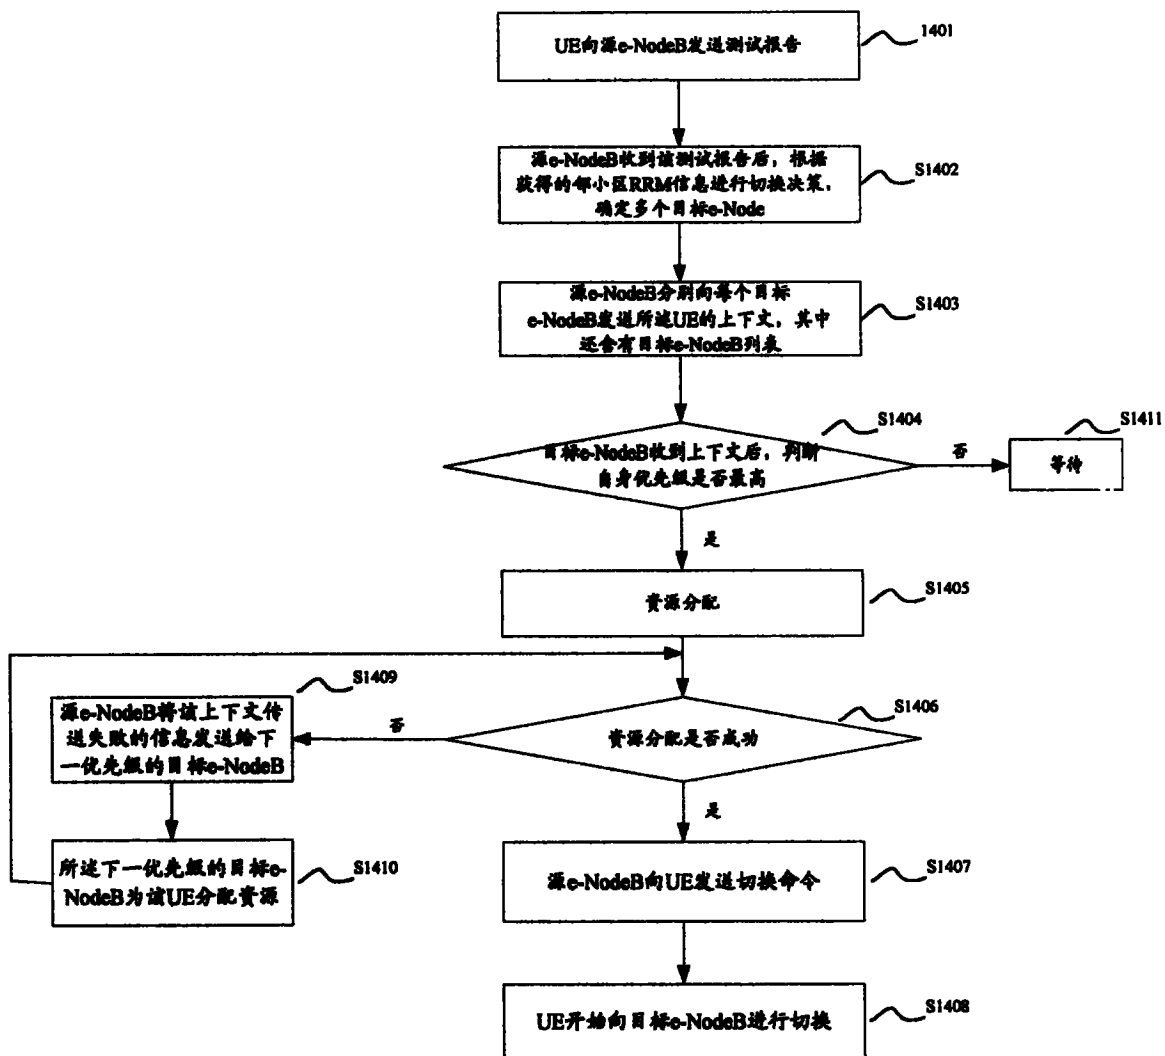 UE向源e-NodeB发送测试报告
1401
源e-NodeB收到该测试报告后，根据
获得的邻小区RRM信息进行切换决策，
确定多个目标e-Node
S1402
源e-NodeB分别向每个目标
e-NodeB发送所述UE的上下文，其中
还含有目标e-NodeB列表
S1403
目标e-NodeB收到上下文后，判断
自身优先级是否最高
S1404
否
等待
S1411
是
资源分配
S1405
资源分配是否成功
S1406
否
源e-NodeB将该上下文传
送失败的信息发送给下
一优先级的目标e-NodeB
S1409
所述下一优先级的目标e-
NodeB为该UE分配资源
S1410
是
源e-NodeB向UE发送切换命令
S1407
UE开始向目标e-NodeB进行切换
S1408